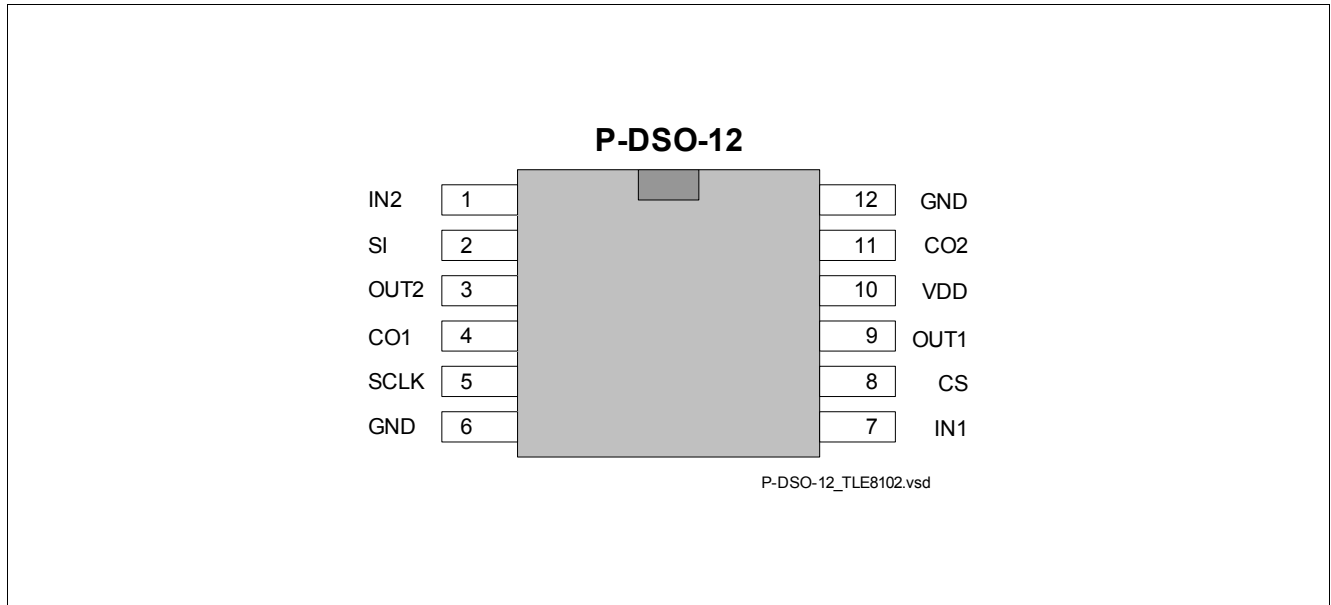 P-DSO-12
IN2 1 12 GND
SI 2 11 CO2
OUT2 3 10 VDD
CO1 4 9 OUT1
SCLK 5 8 CS
GND 6 7 IN1
P-DSO-12_TLE8102.vsd